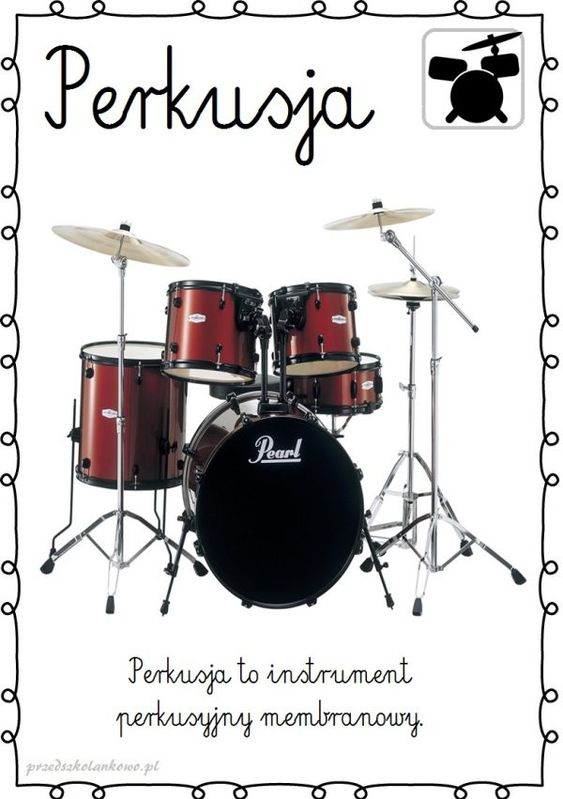 Perkusja
Pearl
Perkusja to instrument
perkusyjny membranowy.
przedszkolankowo.pl